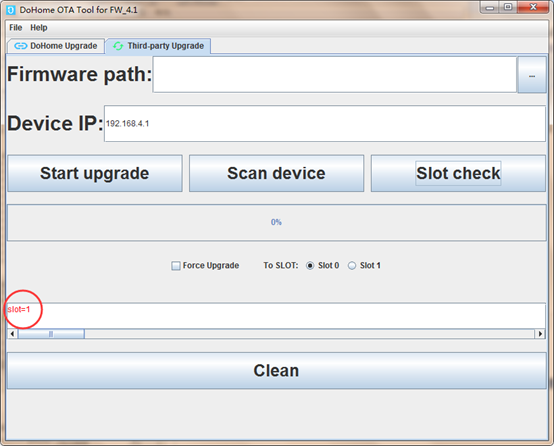 DoHome OTA Tool for FW_4.1
File Help
DoHome Upgrade Third-party Upgrade
Firmware path: ...
Device IP: 192.168.4.1
Start upgrade Scan device Slot check
0%
Force Upgrade To SLOT: Slot 0 Slot 1
slot=1
Clean